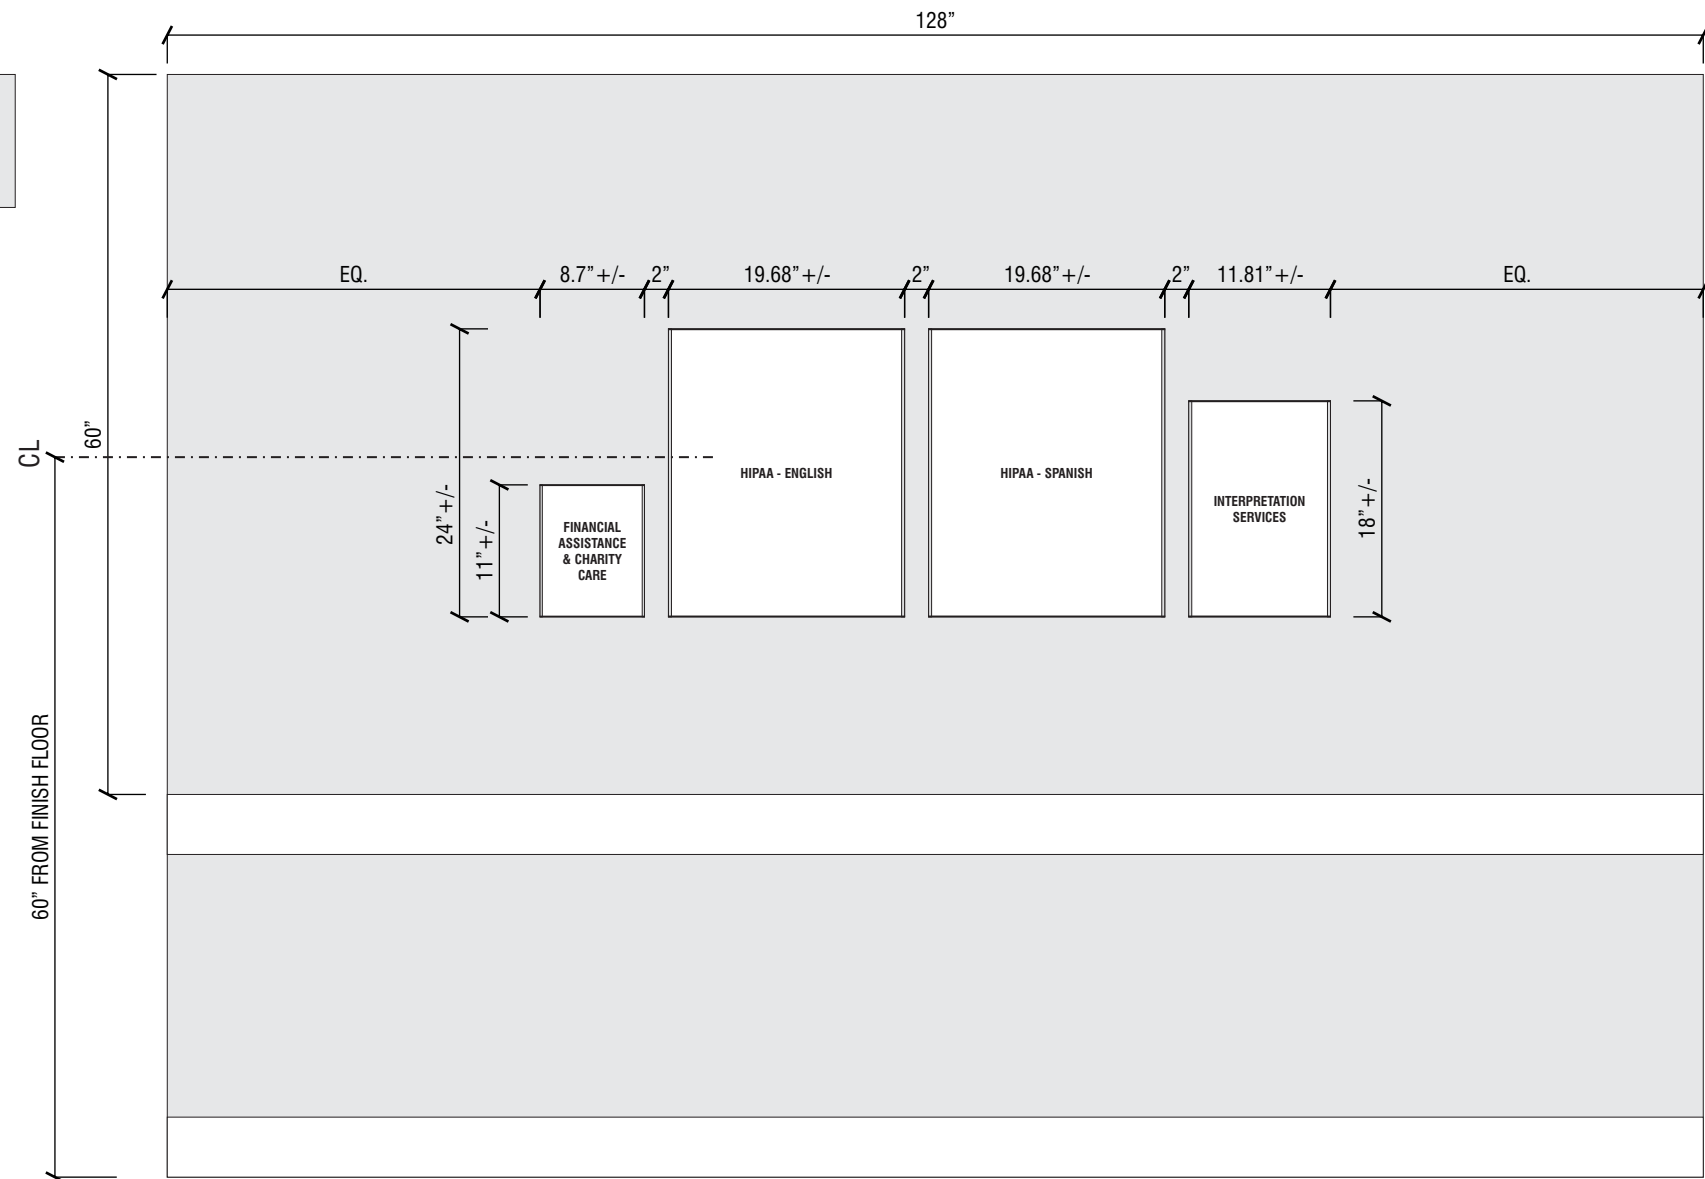 128”
EQ.
8.7”+/-
2”
19.68”+/-
2”
19.68”+/-
2”
11.81”+/-
EQ.
60”
CL
24”+/-
11”+/-
18”+/-
HIPAA - ENGLISH
HIPAA - SPANISH
INTERPRETATION
SERVICES
FINANCIAL
ASSISTANCE
& CHARITY
CARE
60” FROM FINISH FLOOR